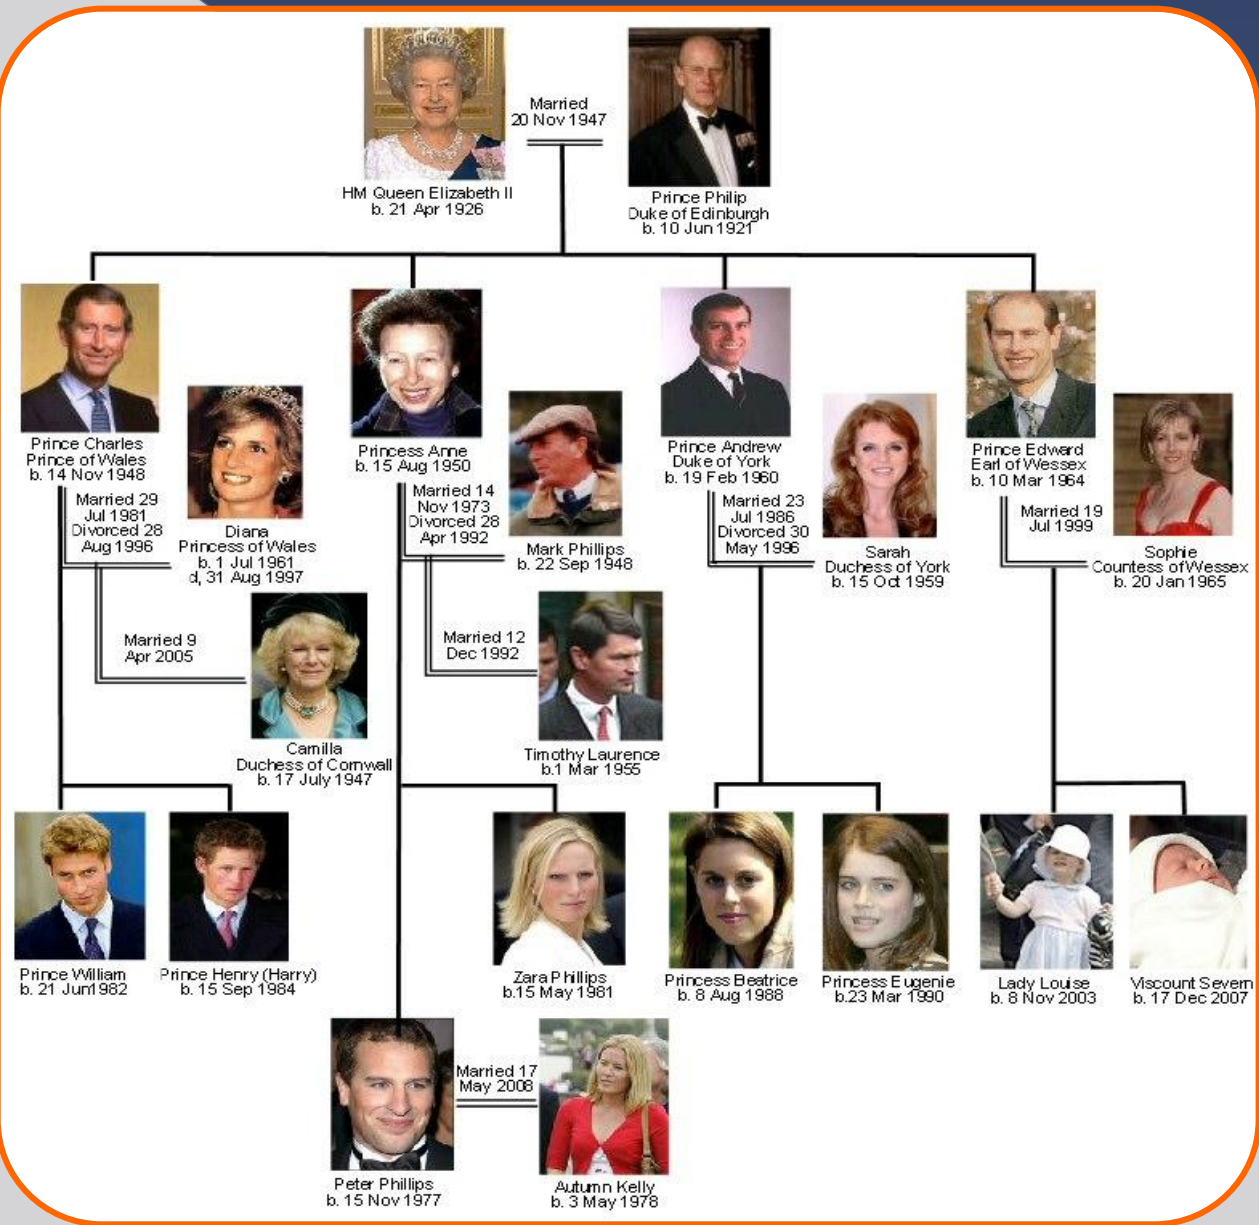 Married
20 Nov 1947
HM Queen Elizabeth II
b. 21 Apr 1926
Prince Philip
Duke of Edinburgh
b. 10 Jun 1921
Prince Charles
Prince of Wales
b. 14 Nov 1948
Married 29
Jul 1981
Divorced 28
Aug 1996
Diana
Princess of Wales
b. 1 Jul 1961
d, 31 Aug 1997
Married 9
Apr 2005
Camilla
Duchess of Cornwall
b. 17 July 1947
Princess Anne
b. 15 Aug 1950
Married 14
Nov 1973
Divorced 28
Apr 1992
Mark Phillips
b. 22 Sep 1948
Married 12
Dec 1992
Timothy Laurence
b.1 Mar 1955
Prince Andrew
Duke of York
b. 19 Feb 1960
Married 23
Jul 1986
Divorced 30
May 1996
Sarah
Duchess of York
b. 15 Oct 1959
Prince Edward
Earl of Wessex
b. 10 Mar 1964
Married 19
Jul 1999
Sophie
Countess of Wessex
b. 20 Jan 1965
Prince William
b. 21 Jun1982
Prince Henry (Harry)
b. 15 Sep 1984
Zara Phillips
b.15 May 1981
Princess Beatrice
b. 8 Aug 1988
Princess Eugenie
b.23 Mar 1990
Lady Louise
b. 8 Nov 2003
Viscount Severn
b. 17 Dec 2007
Peter Phillips
b. 15 Nov 1977
Married 17
May 2008
Autumn Kelly
b. 3 May 1978